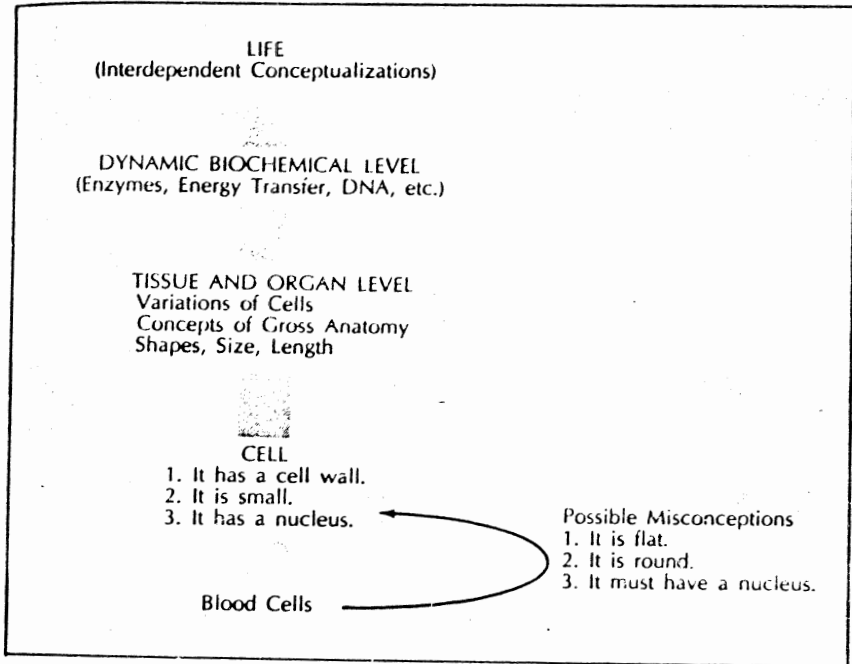 LIFE
(Interdependent Conceptualizations)
DYNAMIC BIOCHEMICAL LEVEL
(Enzymes, Energy Transfer, DNA, etc.)
TISSUE AND ORGAN LEVEL
Variations of Cells
Concepts of Gross Anatomy
Shapes, Size, Length
CELL
1. It has a cell wall.
2. It is small.
3. It has a nucleus.
Possible Misconceptions
1. It is flat.
2. It is round.
3. It must have a nucleus.
Blood Cells